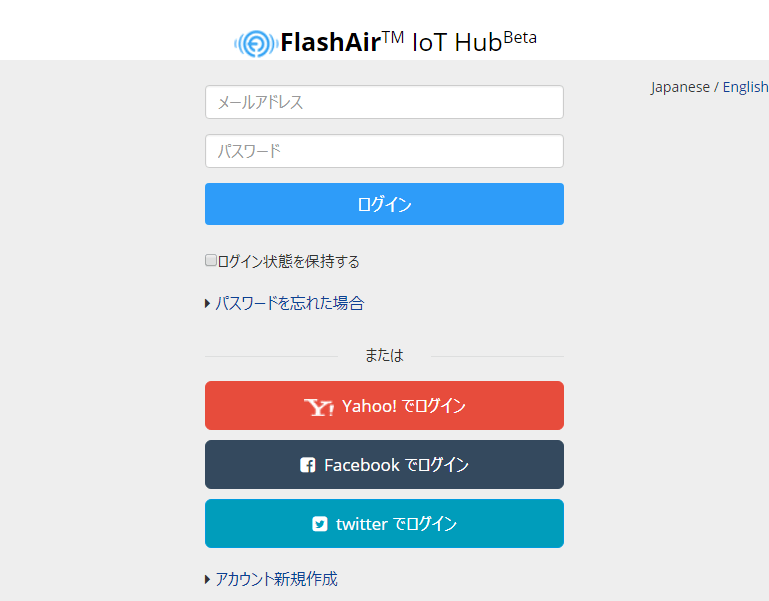 FlashAir™ IoT Hub Beta
Japanese / English
メールアドレス
パスワード
ログイン
ログイン状態を保持する
パスワードを忘れた場合
または
Y! Yahoo! でログイン
Facebook でログイン
twitter でログイン
アカウント新規作成